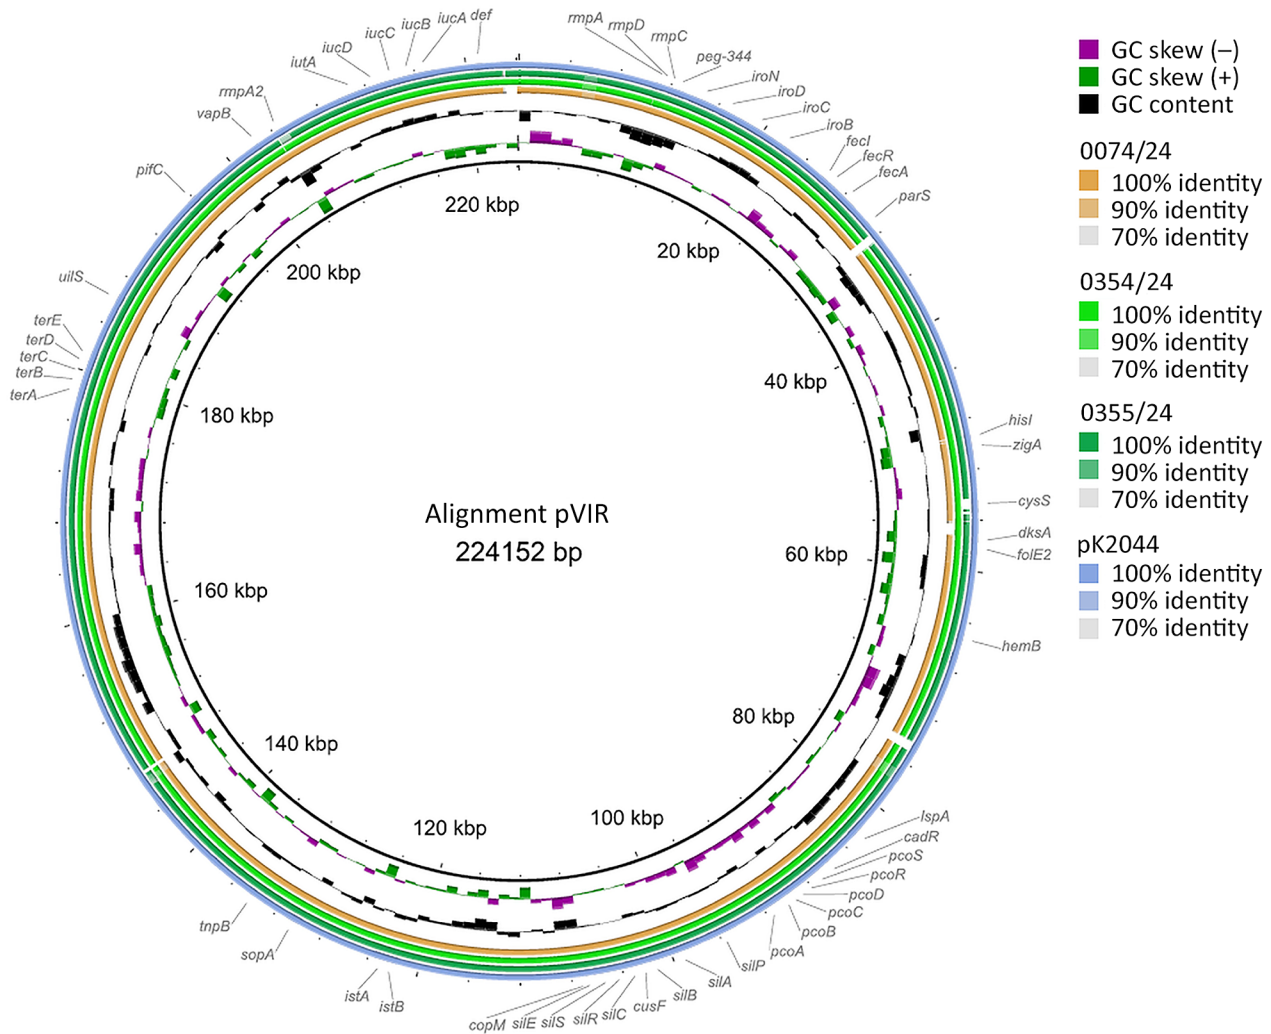 def
iucA
iucB
iucC
iucD
iutA
rmpA2
vapB
pifC
uilS
terE
terD
terC
terB
terA
rmpA
rmpD
rmpC
peg-344
iroN
iroD
iroC
iroB
fecI
fecR
fecA
parS
hisI
zigA
cysS
dksA
folE2
hemB
lspA
cadR
pcoS
pcoR
pcoD
pcoC
pcoB
pcoA
silP
silA
silB
cusF
silC
silR
silS
silE
copM
istB
istA
sopA
tnpB
220 kbp
20 kbp
40 kbp
60 kbp
80 kbp
100 kbp
120 kbp
140 kbp
160 kbp
180 kbp
200 kbp
Alignment pVIR
224152 bp
GC skew (–)
GC skew (+)
GC content
0074/24
100% identity
90% identity
70% identity
0354/24
100% identity
90% identity
70% identity
0355/24
100% identity
90% identity
70% identity
pK2044
100% identity
90% identity
70% identity